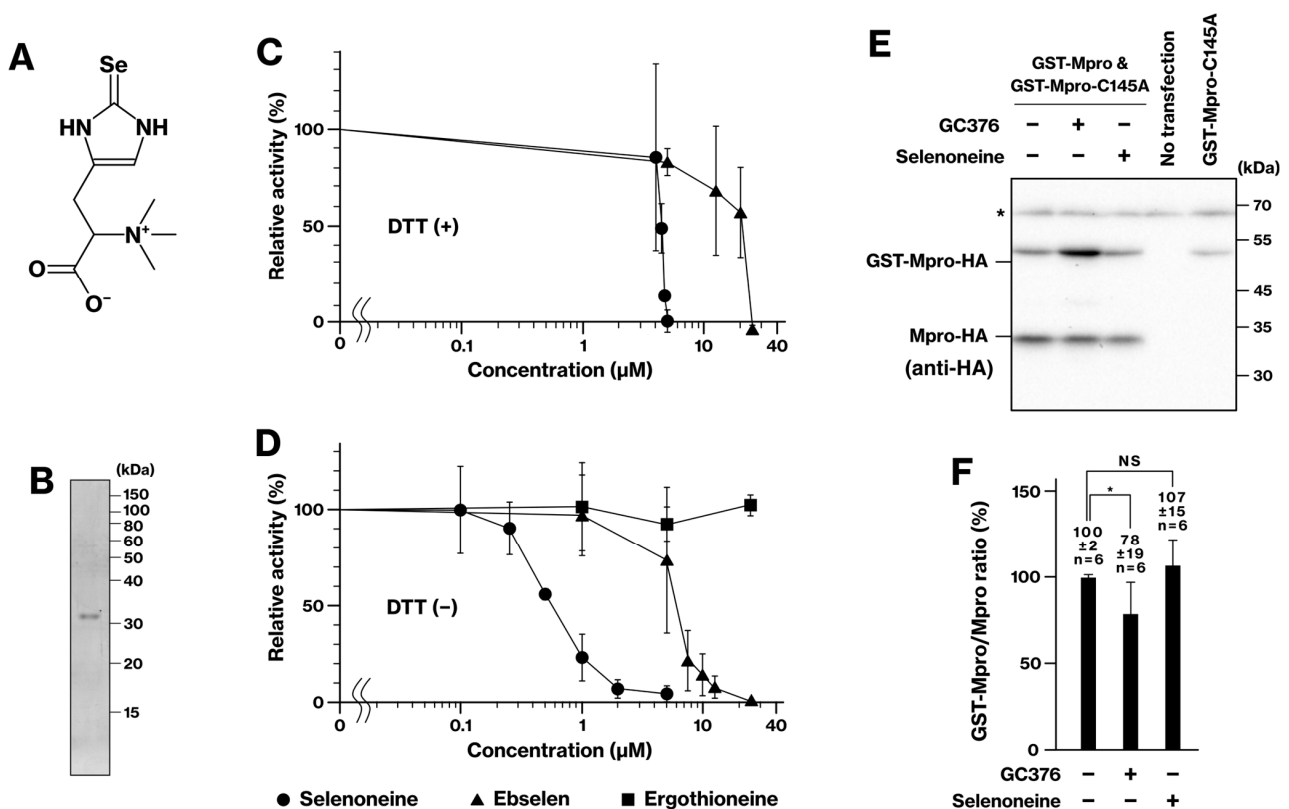 A
Se
HN
NH
N+
O
O−
B
(kDa)
150
100
80
60
50
40
30
20
15
C
Relative activity (%)
100
50
0
DTT (+)
0 0.1 1 10 40
Concentration (µM)
D
Relative activity (%)
100
50
0
DTT (−)
0 0.1 1 10 40
Concentration (µM)
● Selenoneine ▲ Ebselen ■ Ergothioneine
E
GST-Mpro &
GST-Mpro-C145A
No transfection
GST-Mpro-C145A
GC376 − + −
Selenoneine − − +
(kDa)
*
GST-Mpro-HA
Mpro-HA
(anti-HA)
70
55
45
35
30
F
GST-Mpro/Mpro ratio (%)
150
100
50
0
NS
*
100
±2
n=6
78
±19
n=6
107
±15
n=6
GC376 − + −
Selenoneine − − +